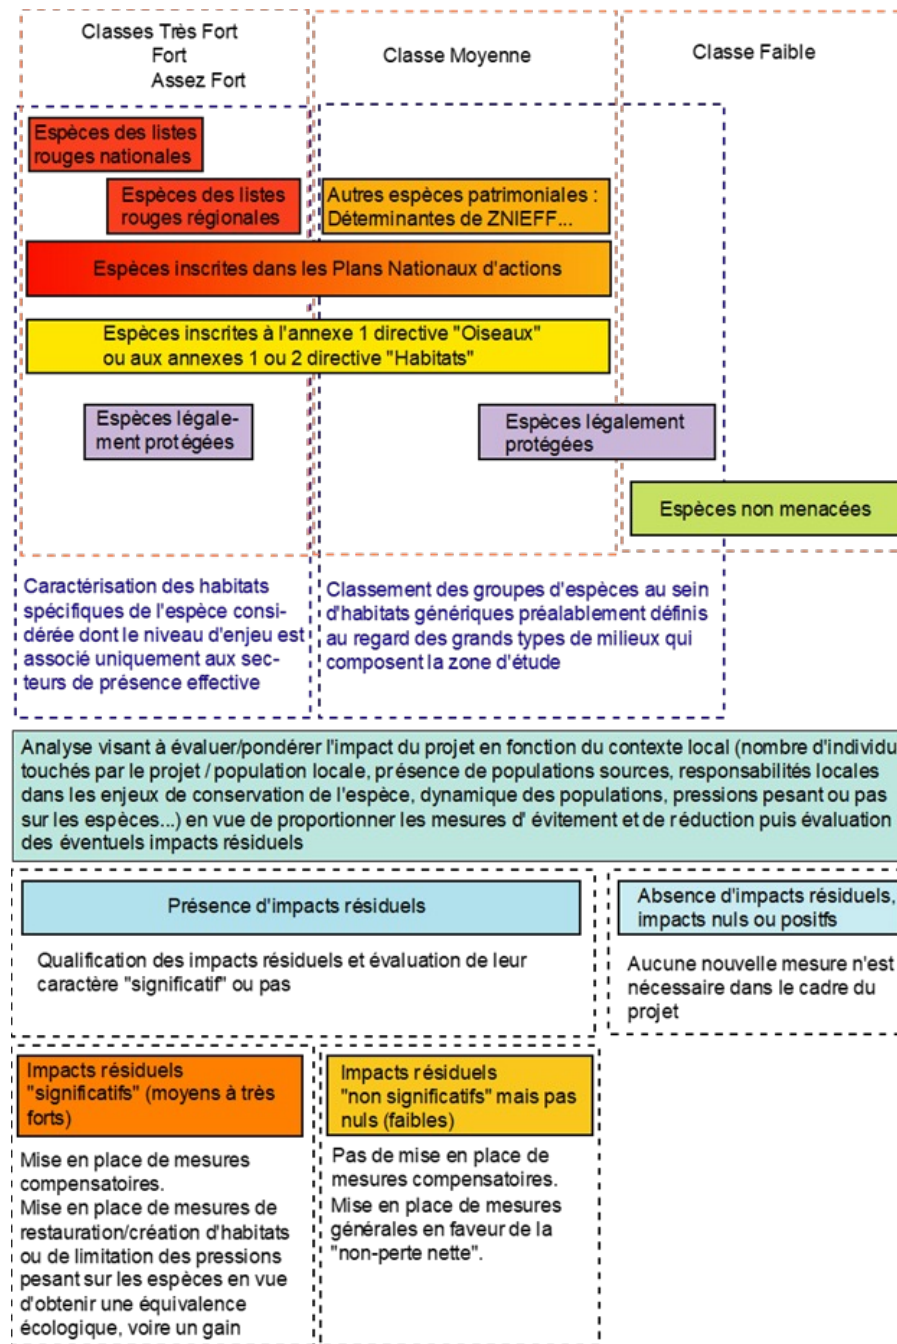 Classes Très Fort
Fort
Assez Fort
Classe Moyenne
Classe Faible
Espèces des listes
rouges nationales
Espèces des listes
rouges régionales
Autres espèces patrimoniales :
Déterminantes de ZNIEFF...
Espèces inscrites dans les Plans Nationaux d'actions
Espèces inscrites à l'annexe 1 directive "Oiseaux"
ou aux annexes 1 ou 2 directive "Habitats"
Espèces légale-
ment protégées
Espèces légalement
protégées
Espèces non menacées
Caractérisation des habitats
spécifiques de l'espèce consi-
dérée dont le niveau d'enjeu est
associé uniquement aux sec-
teurs de présence effective
Classement des groupes d'espèces au sein
d'habitats génériques préalablement définis
au regard des grands types de milieux qui
composent la zone d'étude
Analyse visant à évaluer/pondérer l'impact du projet en fonction du contexte local (nombre d'individu
touchés par le projet / population locale, présence de populations sources, responsabilités locales
dans les enjeux de conservation de l'espèce, dynamique des populations, pressions pesant ou pas
sur les espèces...) en vue de proportionner les mesures d' évitement et de réduction puis évaluation
des éventuels impacts résiduels
Présence d'impacts résiduels
Absence d'impacts résiduels,
impacts nuls ou positfs
Qualification des impacts résiduels et évaluation de leur
caractère "significatif" ou pas
Aucune nouvelle mesure n'est
nécessaire dans le cadre du
projet
Impacts résiduels
"significatifs" (moyens à très
forts)
Impacts résiduels
"non significatifs" mais pas
nuls (faibles)
Mise en place de mesures
compensatoires.
Mise en place de mesures de
restauration/création d'habitats
ou de limitation des pressions
pesant sur les espèces en vue
d'obtenir une équivalence
écologique, voire un gain
Pas de mise en place de
mesures compensatoires.
Mise en place de mesures
générales en faveur de la
"non-perte nette".